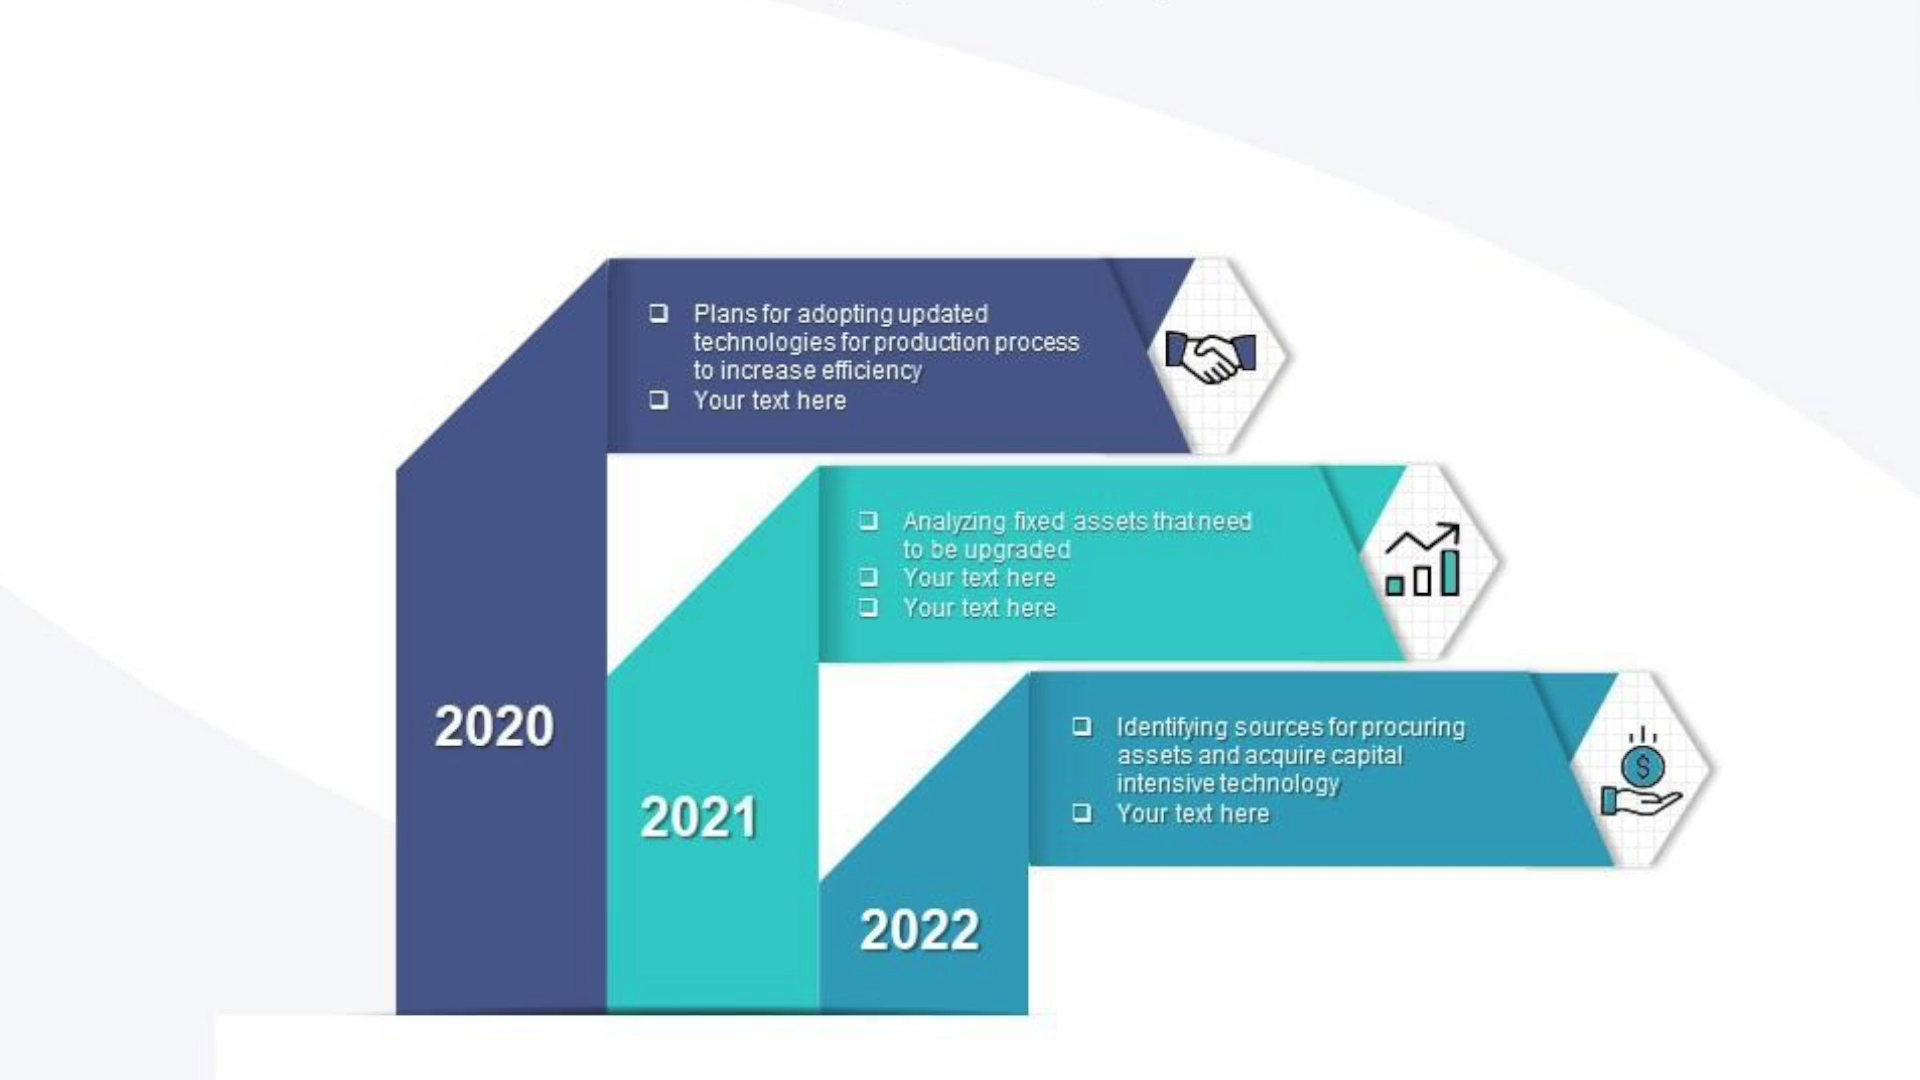 Plans for adopting updated
technologies for production process
to increase efficiency
Your text here
Analyzing fixed assets that need
to be upgraded
Your text here
Your text here
Identifying sources for procuring
assets and acquire capital
intensive technology
Your text here
2020
2021
2022
$